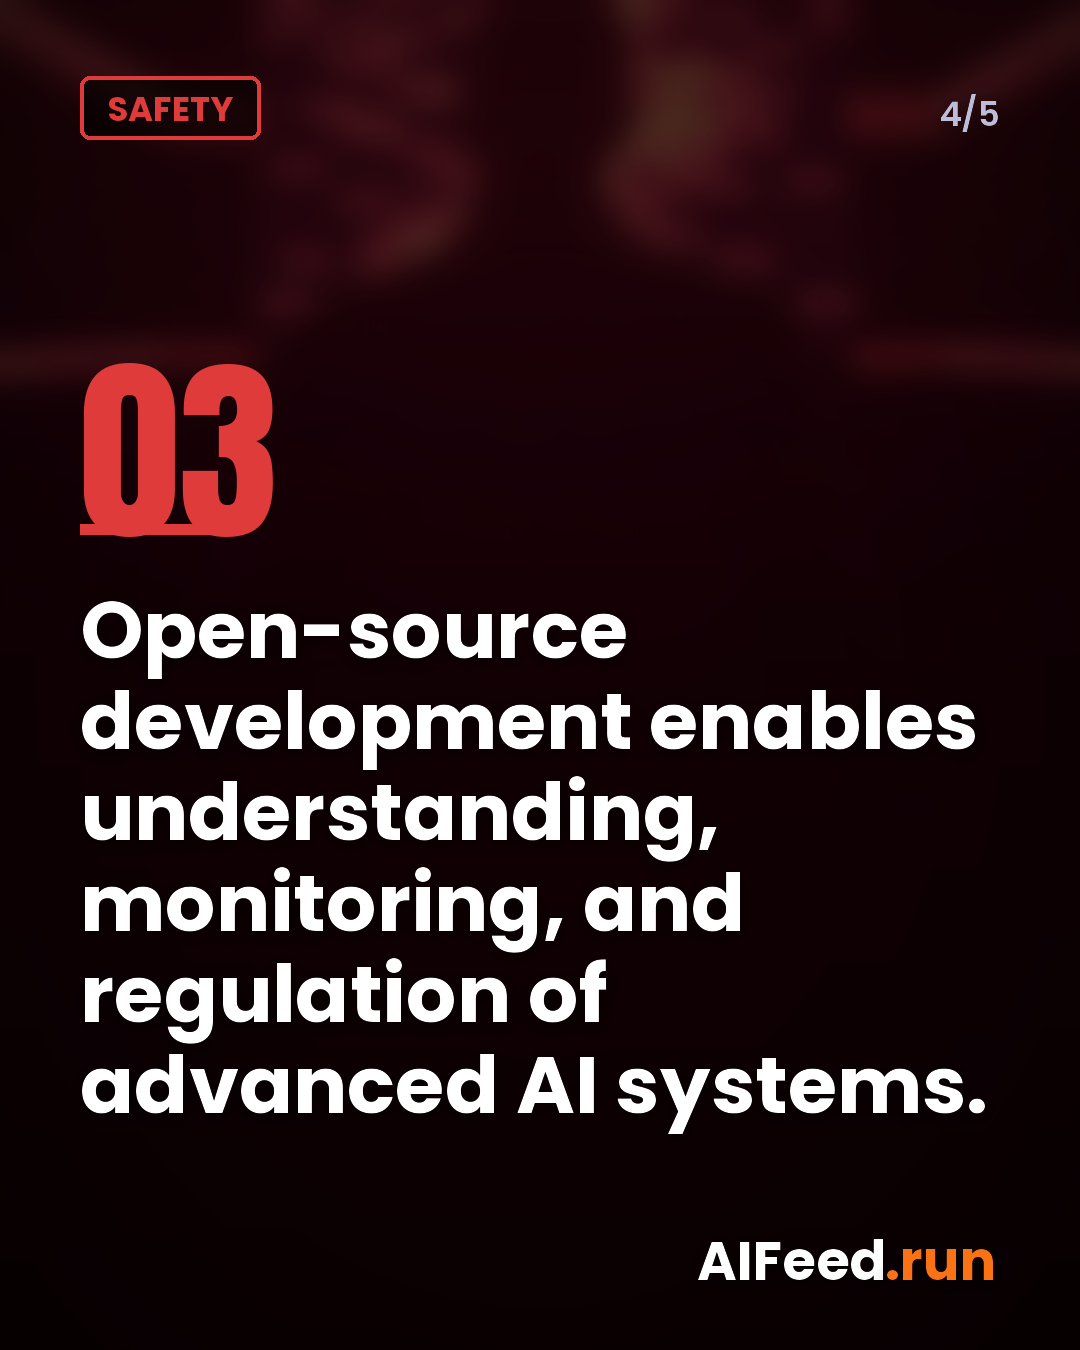 SAFETY
4/5
03
Open-source
development enables
understanding,
monitoring, and
regulation of
advanced AI systems.
AIFeed.run